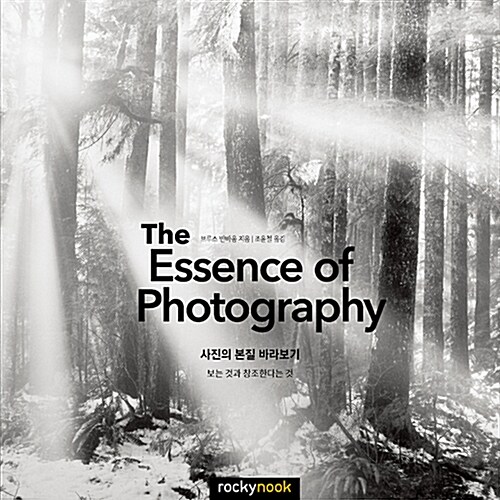 The
브루스 반바움 지음 | 조윤철 옮김
Essence of
Photography
사진의 본질 바라보기
보는 것과 창조한다는 것
rockynook